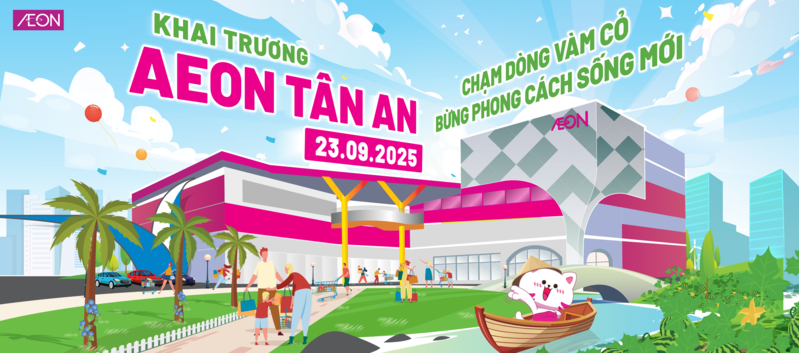 ÆON
KHAI TRƯƠNG
AEON TÂN AN
23.09.2025
CHẠM DÒNG VÀM CỎ
BỪNG PHONG CÁCH SỐNG MỚI
ÆON